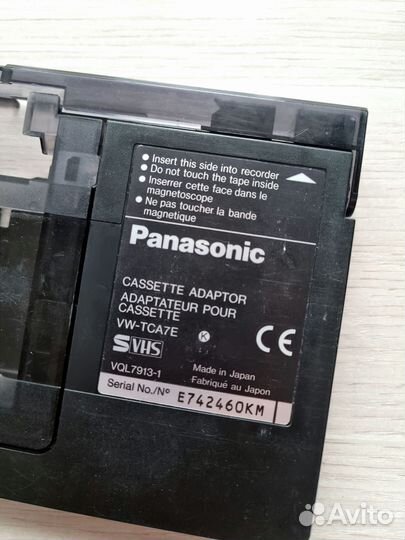 ● Insert this side into recorder
● Do not touch the tape inside
● Inserrer cette face dans le
magnetoscope
● Ne pas toucher la bande
magnetique
Panasonic
CASSETTE ADAPTOR
ADAPTATEUR POUR
CASSETTE
VW-TCA7E
K
CE
SVHS
VQL7913-1
Made in Japan
Fabriqué au Japon
Serial No./N° E742460KM
Avito